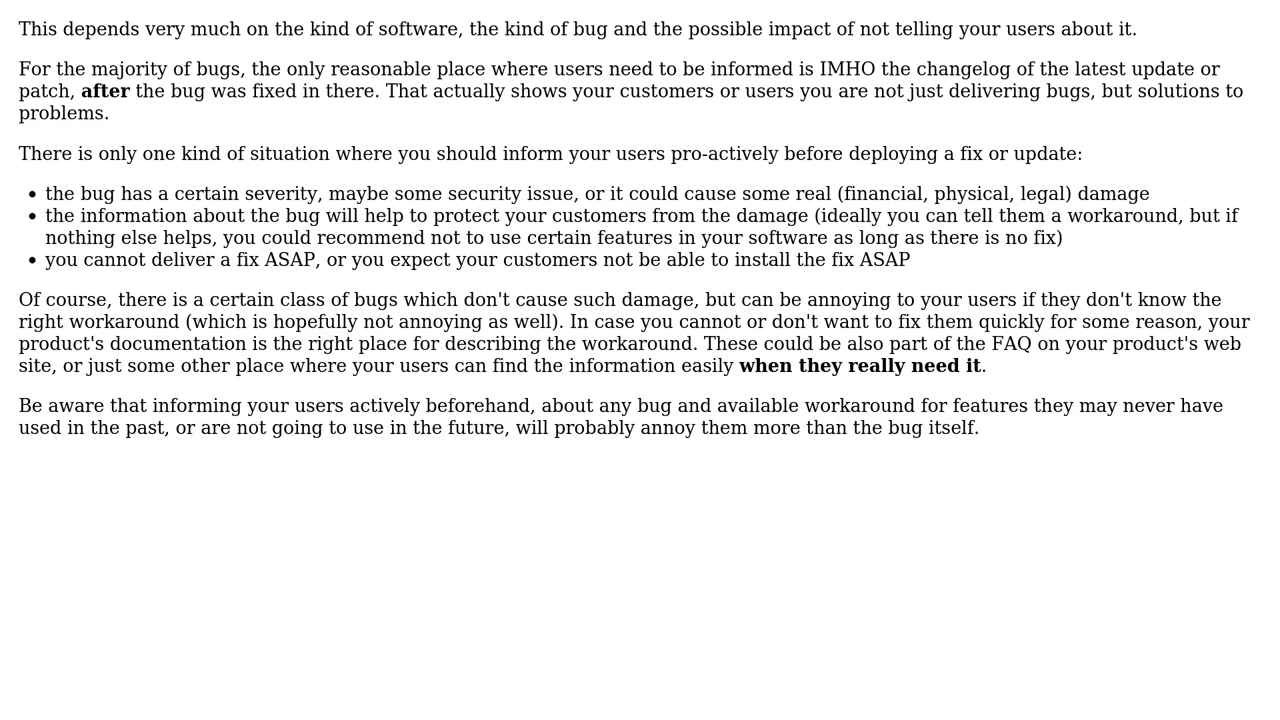 This depends very much on the kind of software, the kind of bug and the possible impact of not telling your users about it.
For the majority of bugs, the only reasonable place where users need to be informed is IMHO the changelog of the latest update or
patch, after the bug was fixed in there. That actually shows your customers or users you are not just delivering bugs, but solutions to
problems.
There is only one kind of situation where you should inform your users pro-actively before deploying a fix or update:
• the bug has a certain severity, maybe some security issue, or it could cause some real (financial, physical, legal) damage
• the information about the bug will help to protect your customers from the damage (ideally you can tell them a workaround, but if
nothing else helps, you could recommend not to use certain features in your software as long as there is no fix)
• you cannot deliver a fix ASAP, or you expect your customers not be able to install the fix ASAP
Of course, there is a certain class of bugs which don't cause such damage, but can be annoying to your users if they don't know the
right workaround (which is hopefully not annoying as well). In case you cannot or don't want to fix them quickly for some reason, your
product's documentation is the right place for describing the workaround. These could be also part of the FAQ on your product's web
site, or just some other place where your users can find the information easily when they really need it.
Be aware that informing your users actively beforehand, about any bug and available workaround for features they may never have
used in the past, or are not going to use in the future, will probably annoy them more than the bug itself.